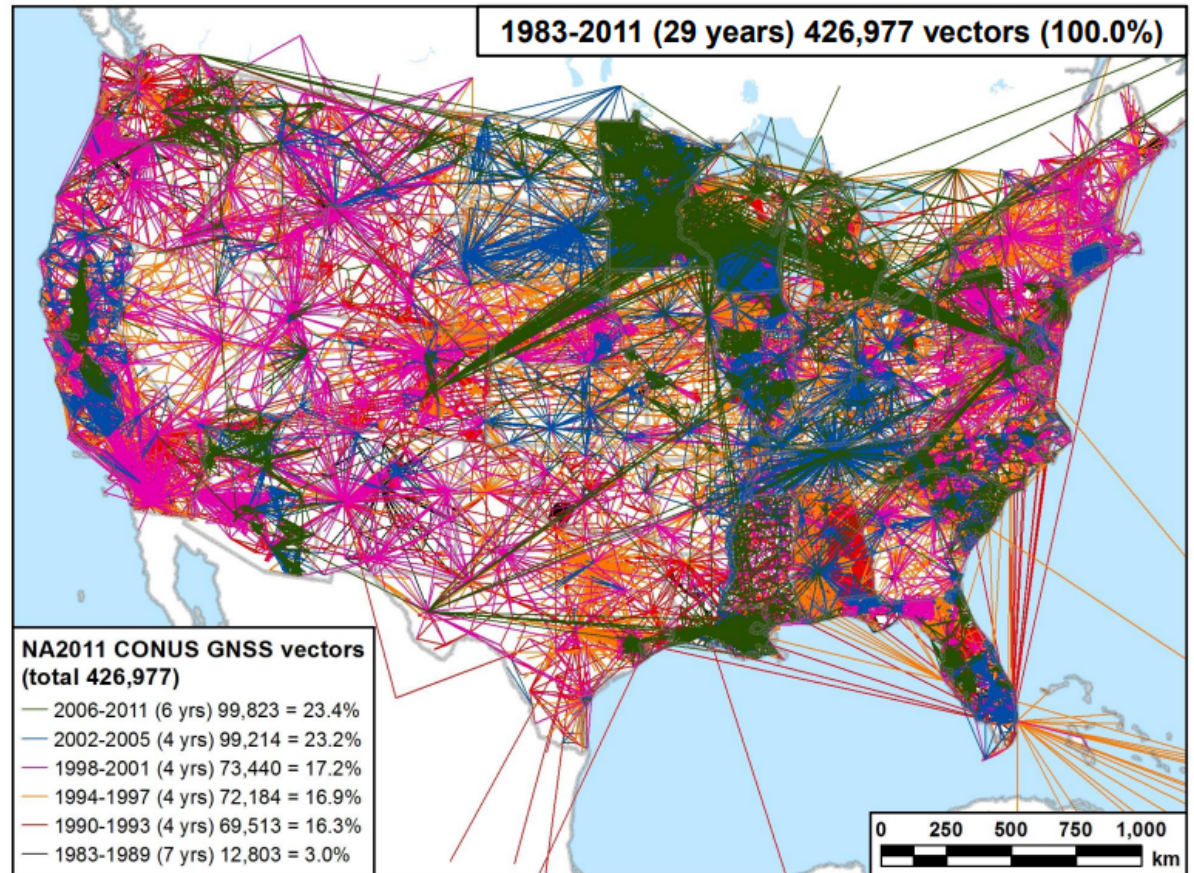 1983-2011 (29 years) 426,977 vectors (100.0%)
NA2011 CONUS GNSS vectors
(total 426,977)
2006-2011 (6 yrs) 99,823 = 23.4%
2002-2005 (4 yrs) 99,214 = 23.2%
1998-2001 (4 yrs) 73,440 = 17.2%
1994-1997 (4 yrs) 72,184 = 16.9%
1990-1993 (4 yrs) 69,513 = 16.3%
1983-1989 (7 yrs) 12,803 = 3.0%
0 250 500 750 1,000
km